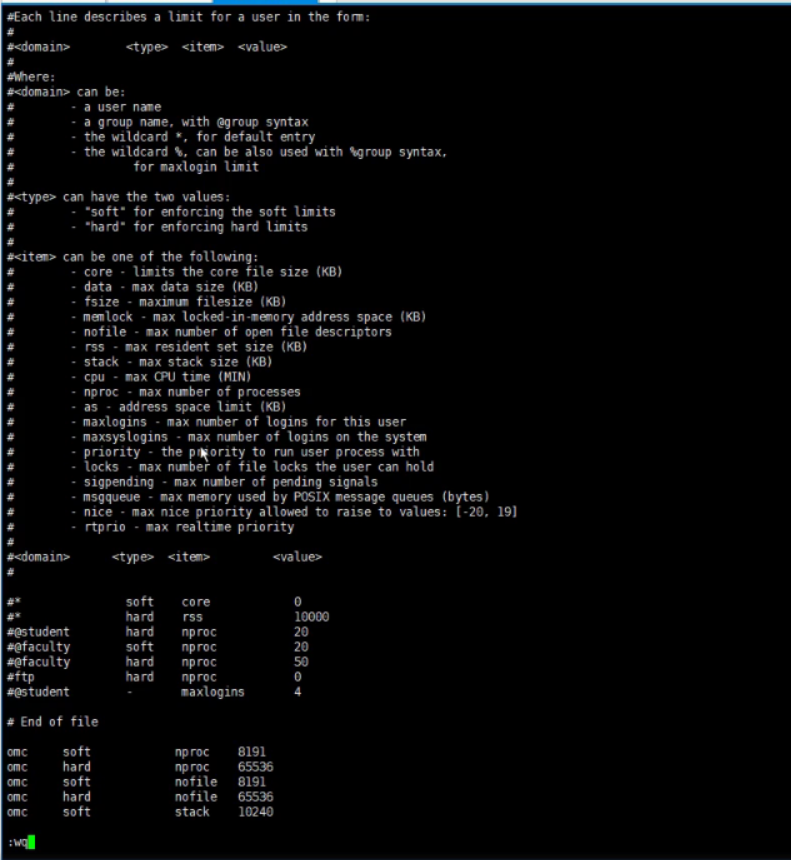 #Each line describes a limit for a user in the form:
#
#<domain>        <type>  <item>  <value>
#
#Where:
#<domain> can be:
#        - a user name
#        - a group name, with @group syntax
#        - the wildcard *, for default entry
#        - the wildcard %, can be also used with %group syntax,
#                 for maxlogin limit
#
#<type> can have the two values:
#        - "soft" for enforcing the soft limits
#        - "hard" for enforcing hard limits
#
#<item> can be one of the following:
#        - core - limits the core file size (KB)
#        - data - max data size (KB)
#        - fsize - maximum filesize (KB)
#        - memlock - max locked-in-memory address space (KB)
#        - nofile - max number of open file descriptors
#        - rss - max resident set size (KB)
#        - stack - max stack size (KB)
#        - cpu - max CPU time (MIN)
#        - nproc - max number of processes
#        - as - address space limit (KB)
#        - maxlogins - max number of logins for this user
#        - maxsyslogins - max number of logins on the system
#        - priority - the priority to run user process with
#        - locks - max number of file locks the user can hold
#        - sigpending - max number of pending signals
#        - msgqueue - max memory used by POSIX message queues (bytes)
#        - nice - max nice priority allowed to raise to values: [-20, 19]
#        - rtprio - max realtime priority
#
#<domain>      <type>  <item>         <value>
#
#*               soft    core            0
#*               hard    rss             10000
#@student        hard    nproc           20
#@faculty        soft    nproc           20
#@faculty        hard    nproc           50
#ftp             hard    nproc           0
#@student        -       maxlogins       4
# End of file
omc     soft            nproc   8191
omc     hard            nproc   65536
omc     soft            nofile  8191
omc     hard            nofile  65536
omc     soft            stack   10240
:wq